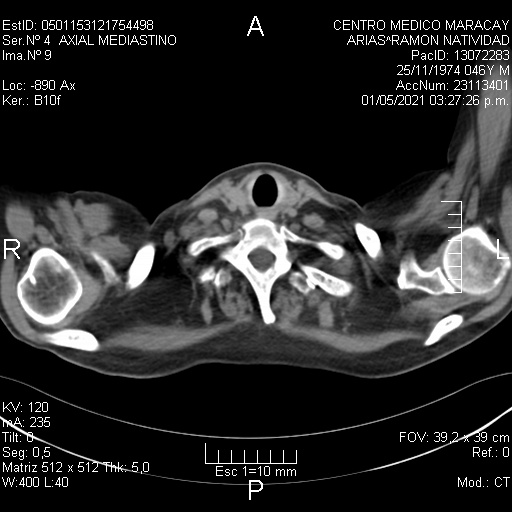 EstID: 0501153121754498
Ser.Nº 4 AXIAL MEDIASTINO
Ima.Nº 9
Loc: -890 Ax
Ker.: B10f
A
CENTRO MEDICO MARACAY
ARIAS^RAMON NATIVIDAD
PacID: 13072283
25/11/1974 046Y M
AccNum: 23113401
01/05/2021 03:27:26 p.m.
R
L
KV: 120
mA: 235
Tilt: 0
Seg: 0,5
Matriz 512 x 512 Thk: 5,0
W:400 L:40
Esc 1=10 mm
P
FOV: 39,2 x 39 cm
Ref.: 0
Mod.: CT